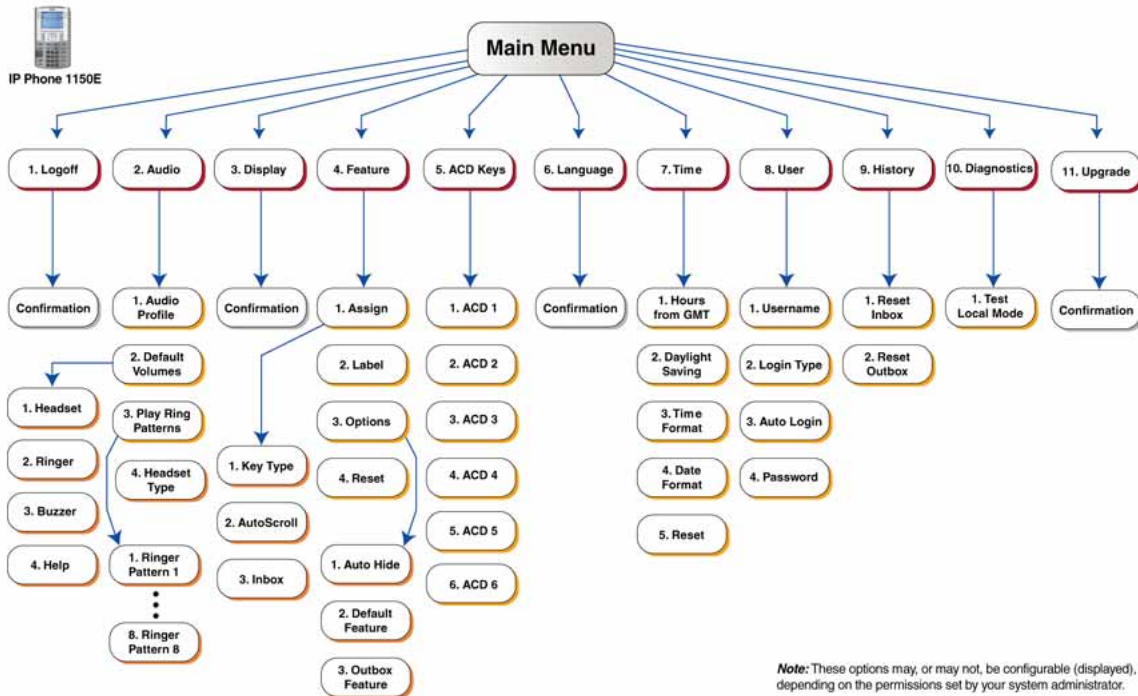 IP Phone 1150E
Main Menu
1. Logoff
2. Audio
3. Display
4. Feature
5. ACD Keys
6. Language
7. Time
8. User
9. History
10. Diagnostics
11. Upgrade
Confirmation
1. Audio
Profile
2. Default
Volumes
3. Play Ring
Patterns
4. Headset
Type
1. Headset
2. Ringer
3. Buzzer
4. Help
1. Ringer
Pattern 1
8. Ringer
Pattern 8
Confirmation
1. Assign
2. Label
3. Options
4. Reset
1. Key Type
2. AutoScroll
3. Inbox
1. Auto Hide
2. Default
Feature
3. Outbox
Feature
1. ACD 1
2. ACD 2
3. ACD 3
4. ACD 4
5. ACD 5
6. ACD 6
Confirmation
1. Hours
from GMT
2. Daylight
Saving
3. Time
Format
4. Date
Format
5. Reset
1. Username
2. Login Type
3. Auto Login
4. Password
1. Reset
Inbox
2. Reset
Outbox
1. Test
Local Mode
Confirmation
Note: These options may, or may not, be configurable (displayed),
depending on the permissions set by your system administrator.